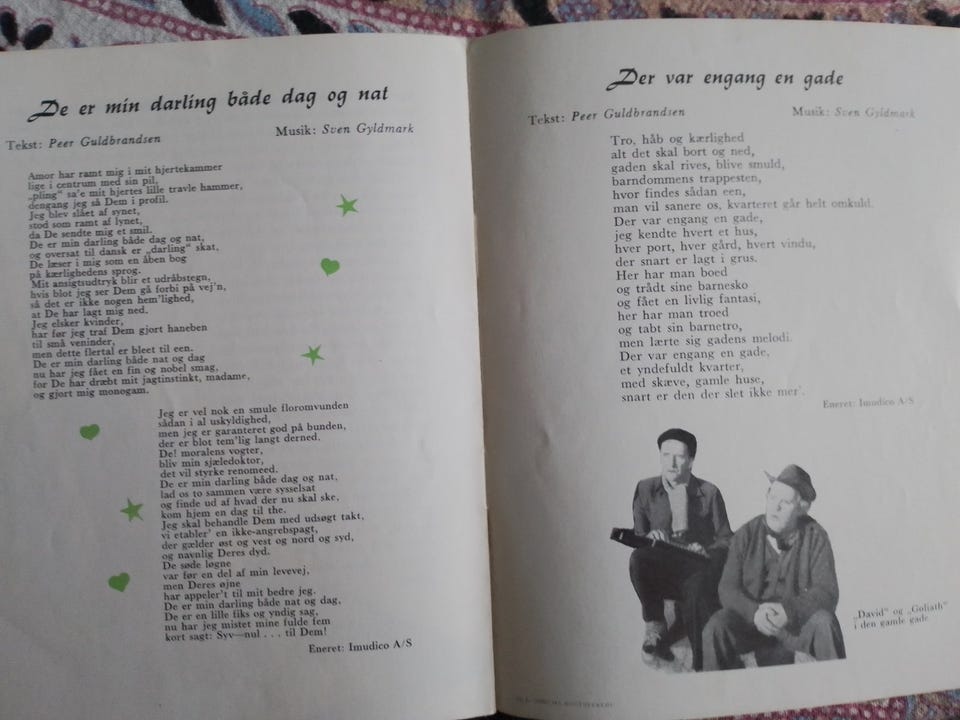 De er min darling både dag og nat
Tekst: Peer Guldbrandsen
Musik: Sven Gyldmark
Amor har ramt mig i mit hjertekammer
lige i centrum med sin pil,
„pling“ sa'e mit hjertes lille travle hammer,
dengang jeg så Dem i profil.
Jeg blev slået af synet,
stod som ramt af lynet,
da De sendte mig et smil.
De er min darling både dag og nat,
og oversat til dansk er „darling“ skat,
De læser i mig som en åben bog
på kærlighedens sprog.
Mit ansigtsudtryk blir et udråbstegn,
hvis blot jeg ser Dem gå forbi på vej'n,
så det er ikke nogen hem'lighed,
at De har lagt mig ned.
Jeg elsker kvinder,
har før jeg traf Dem gjort haneben
til små veninder,
men dette flertal er bleet til een.
De er min darling både nat og dag
nu har jeg fået en fin og nobel smag,
for De har dræbt mit jagtinstinkt, madame,
og gjort mig monogam.
Jeg er vel nok en smule floromvunden
sådan i al uskyldighed,
men jeg er garanteret god på bunden,
der er blot tem'lig langt derned.
De! moralens vogter,
bliv min sjæledoktor,
det vil styrke renomeed.
De er min darling både dag og nat,
lad os to sammen være sysselsat
og finde ud af hvad der nu skal ske,
kom hjem en dag til the.
Jeg skal behandle Dem med udsøgt takt,
vi etabler' en ikke-angrebspagt,
der gælder øst og vest og nord og syd,
og navnlig Deres dyd.
De søde løgne
var før en del af min levevej,
men Deres øjne
har appeler't til mit bedre jeg.
De er min darling både nat og dag,
De er en lille fiks og yndig sag,
nu har jeg mistet mine fulde fem
kort sagt: Syv—nul . . . til Dem!
Eneret: Imudico A/S
Der var engang en gade
Tekst: Peer Guldbrandsen
Musik: Sven Gyldmark
Tro, håb og kærlighed
alt det skal bort og ned,
gaden skal rives, blive smuld,
barndommens trappesten,
hvor findes sådan een,
man vil sanere os, kvarteret går helt omkuld.
Der var engang en gade,
jeg kendte hvert et hus,
hver port, hver gård, hvert vindu,
der snart er lagt i grus.
Her har man boed
og trådt sine barnesko
og fået en livlig fantasi,
her har man troed
og tabt sin barnetro,
men lærte sig gadens melodi.
Der var engang en gade,
et yndefuldt kvarter,
med skæve, gamle huse,
snart er den der slet ikke mer'.
Eneret: Imudico A/S
„David“ og „Goliath“
i den gamle gade